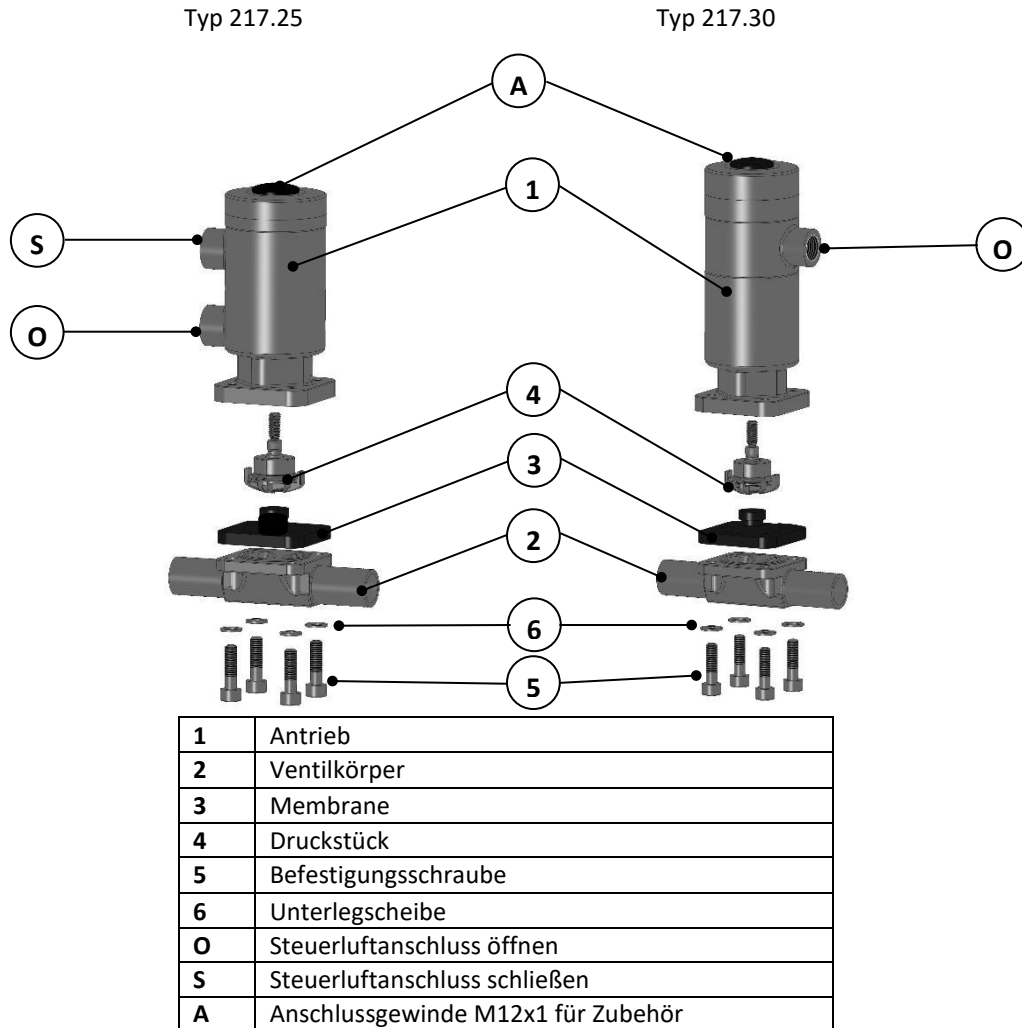 Typ 217.25 Typ 217.30
A
1
S
O
O
4
3
2
6
5
1 Antrieb
2 Ventilkörper
3 Membrane
4 Druckstück
5 Befestigungsschraube
6 Unterlegscheibe
O Steuerluftanschluss öffnen
S Steuerluftanschluss schließen
A Anschlussgewinde M12x1 für Zubehör